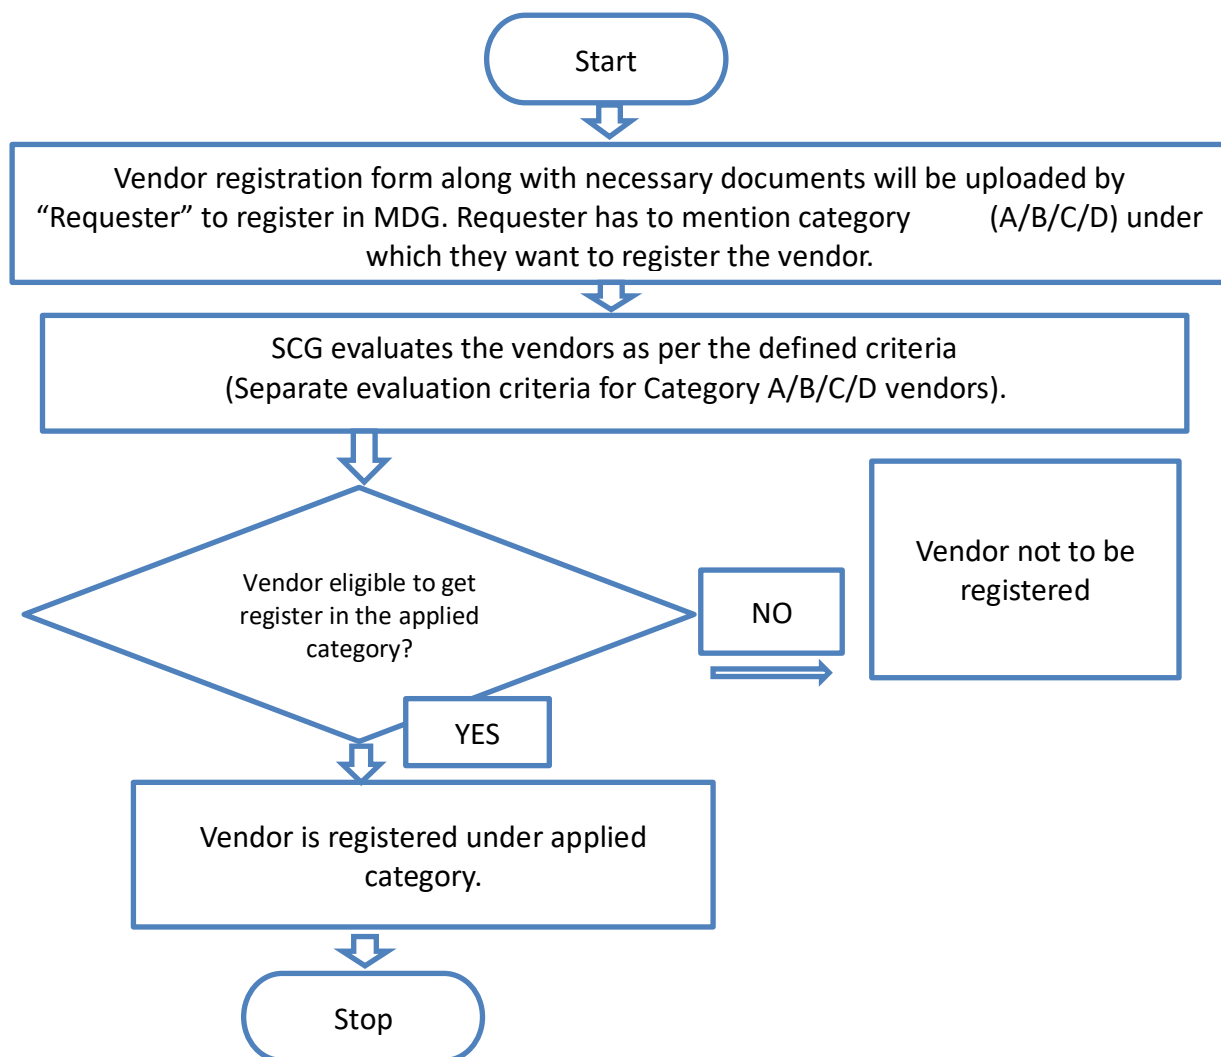 Start
Vendor registration form along with necessary documents will be uploaded by
“Requester” to register in MDG. Requester has to mention category (A/B/C/D) under
which they want to register the vendor.
SCG evaluates the vendors as per the defined criteria
(Separate evaluation criteria for Category A/B/C/D vendors).
Vendor eligible to get
register in the applied
category?
NO
Vendor not to be
registered
YES
Vendor is registered under applied
category.
Stop